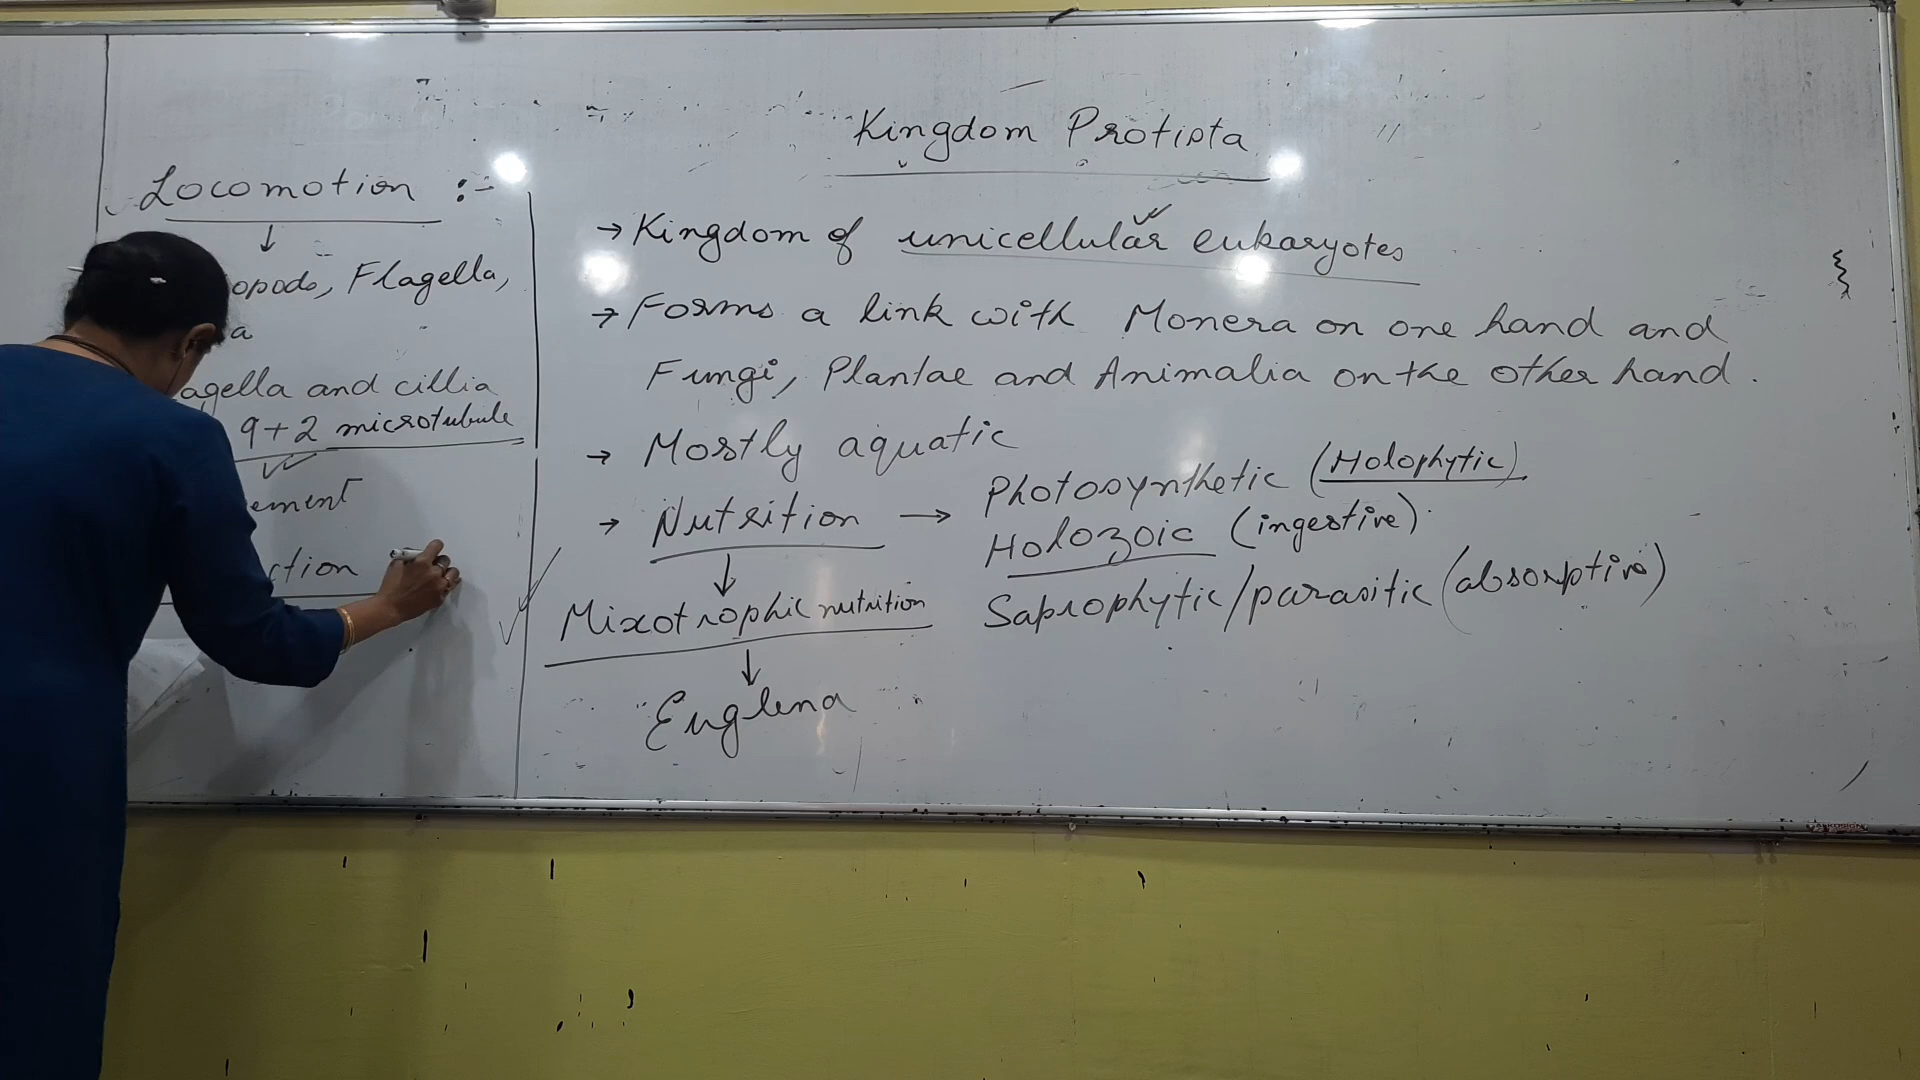 Kingdom Protista
Locomotion :-
↓
opods, Flagella,
a
agella and cillia
9+2 microtubule
ement
ction
→ Kingdom of unicellular eukaryotes
→ Forms a link with Monera on one hand and
Fungi, Plantae and Animalia on the other hand.
→ Mostly aquatic
→ Nutrition → Photosynthetic (Holophytic)
Holozoic (ingestive)
Saprophytic/parasitic (absorptive)
↓
Mixotrophic nutrition
↓
Euglena